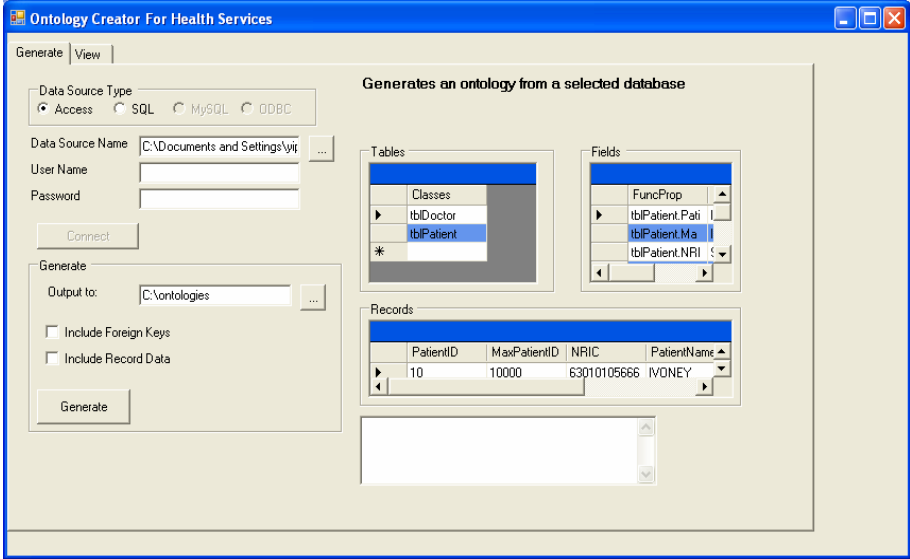 Ontology Creator For Health Services
Generate View
Generates an ontology from a selected database
Data Source Type
Access SQL MySQL ODBC
Data Source Name C:\Documents and Settings\yip ...
User Name
Password
Connect
Generate
Output to: C:\ontologies ...
Include Foreign Keys
Include Record Data
Generate
Tables
Classes
tblDoctor
tblPatient
*
Fields
FuncProp
tblPatient.Pati
tblPatient.Ma
tblPatient.NRI
Records
PatientID MaxPatientID NRIC PatientName
10 10000 63010105666 IVONEY